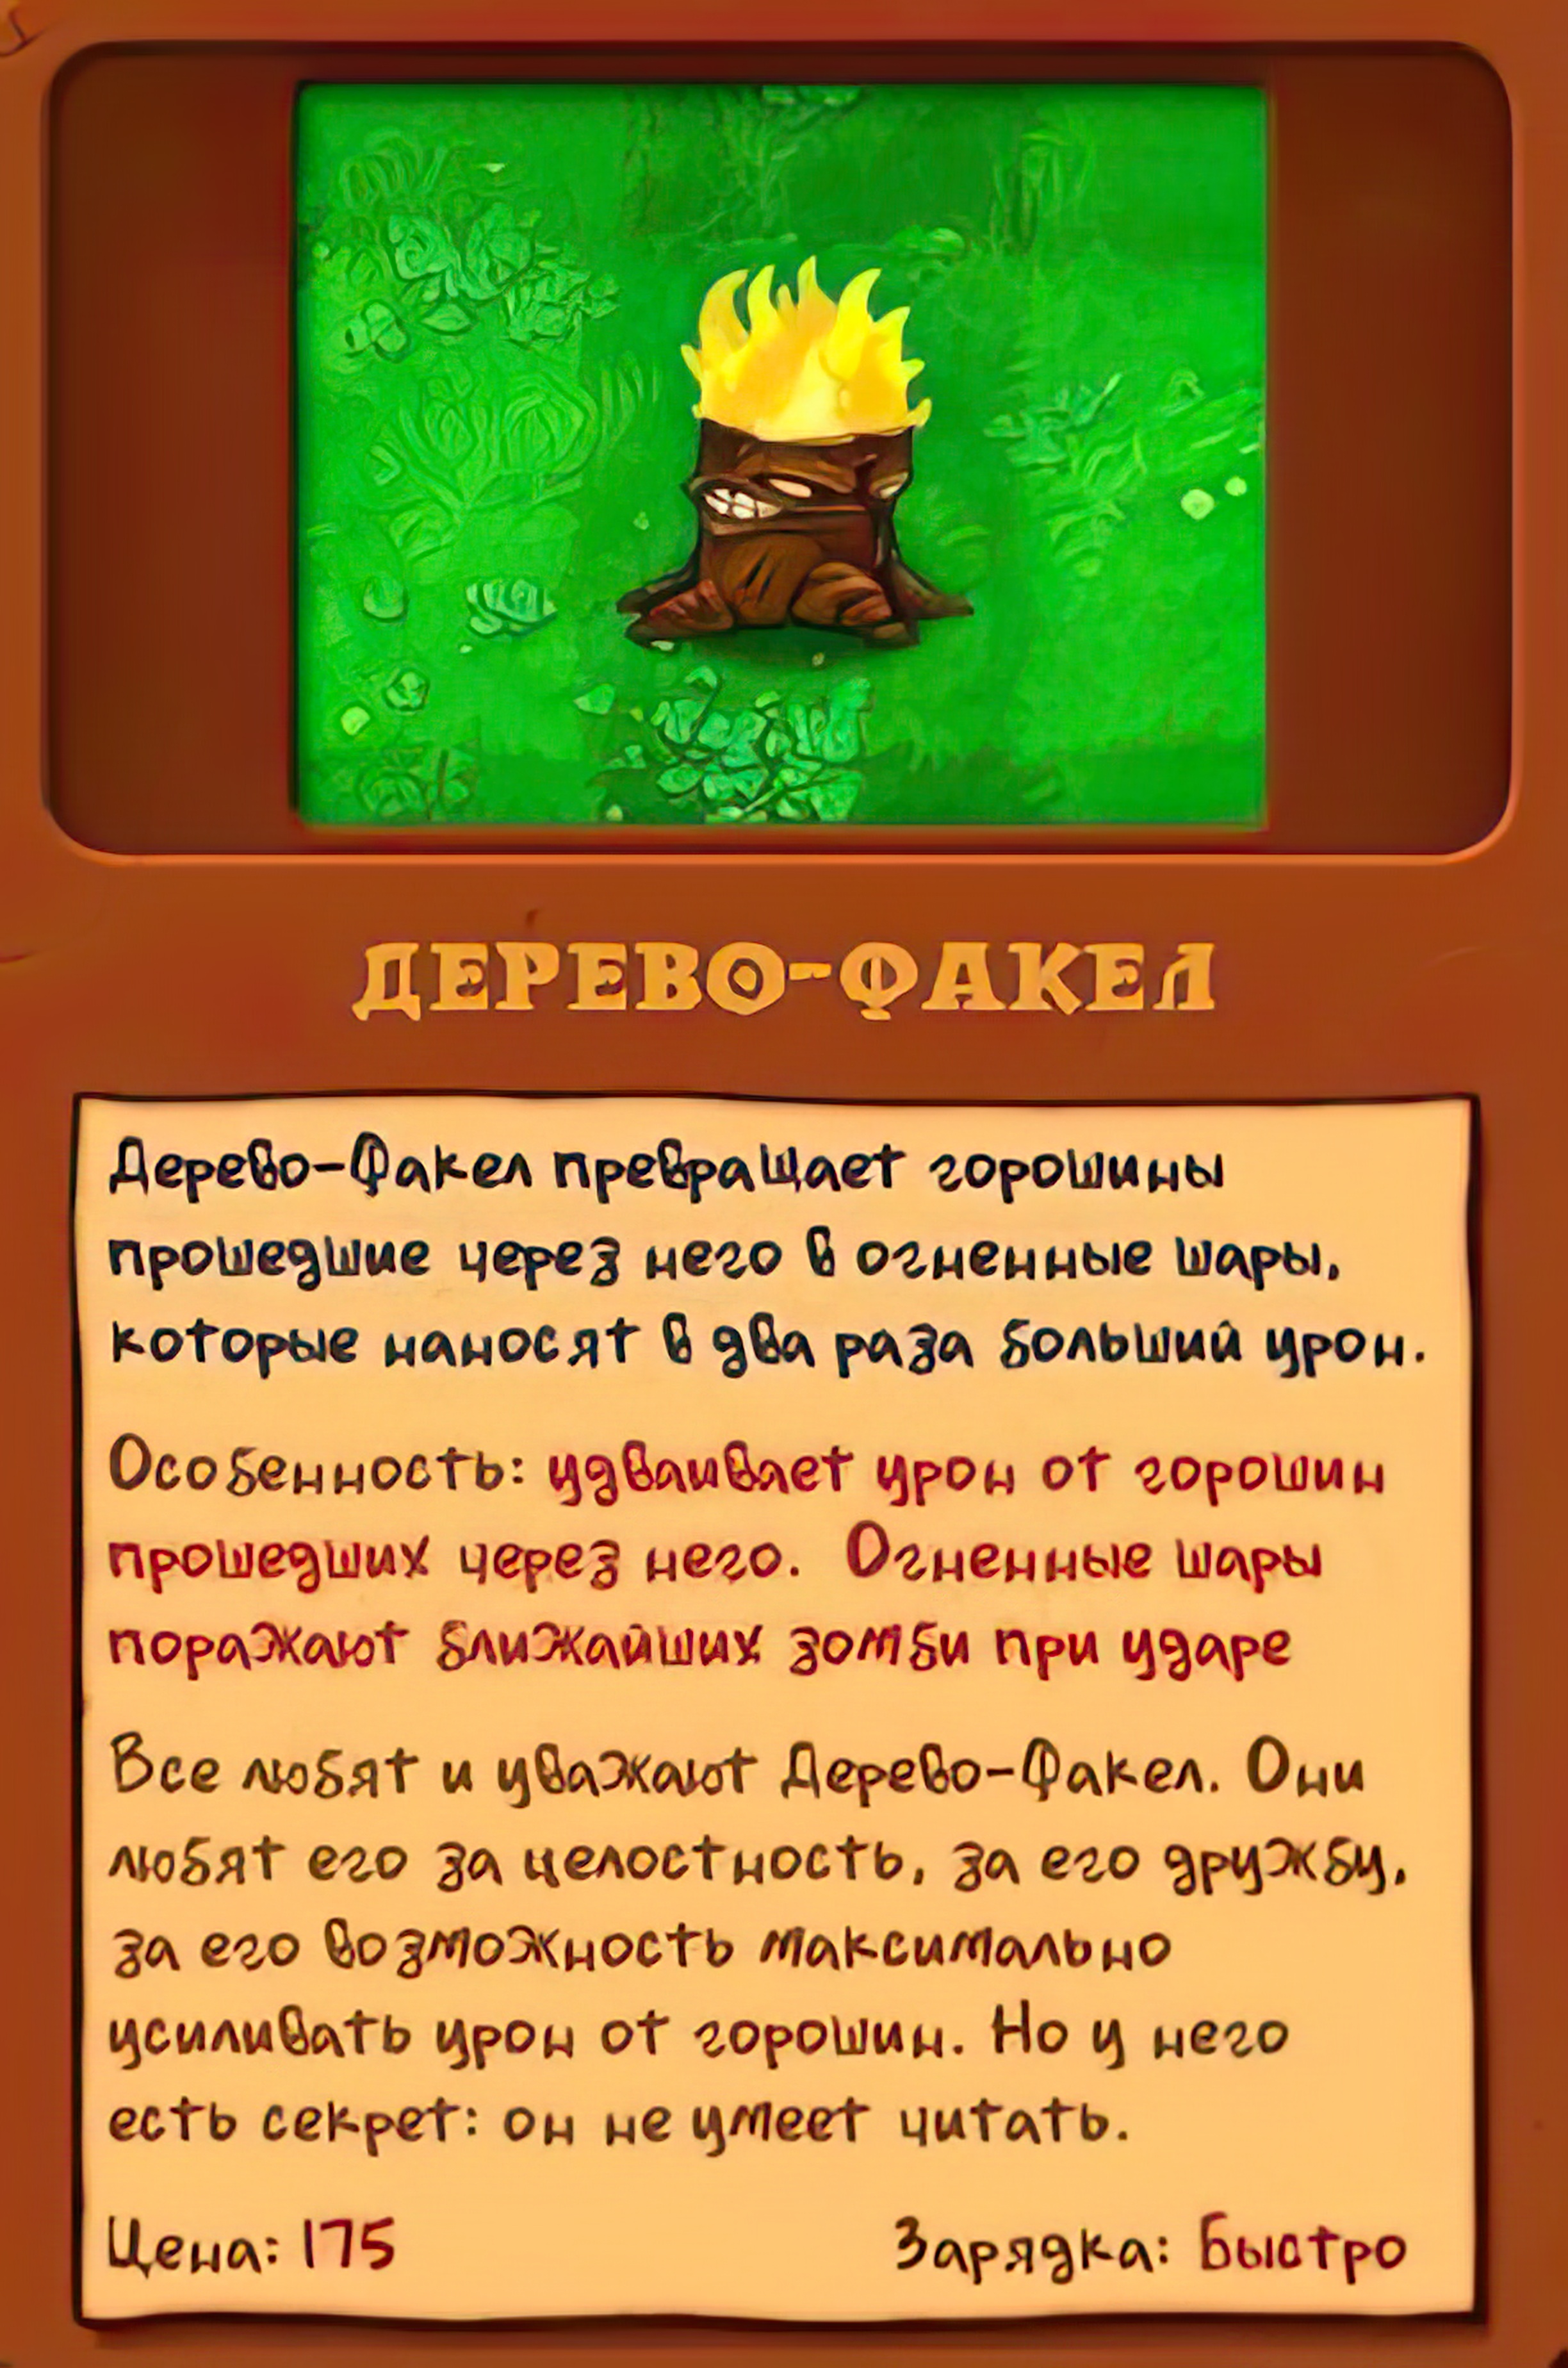 ДЕРЕВО-ФАКЕЛ
Дерево-Факел превращает горошины
прошедшие через него в огненные шары,
которые наносят в два раза больший урон.
Особенность: удваивает урон от горошин
прошедших через него. Огненные шары
поражают ближайших зомби при ударе
Все любят и уважают Дерево-Факел. Они
любят его за целостность, за его дружбу,
за его возможность максимально
усиливать урон от горошин. Но у него
есть секрет: он не умеет читать.
Цена: 175 Зарядка: Быстро